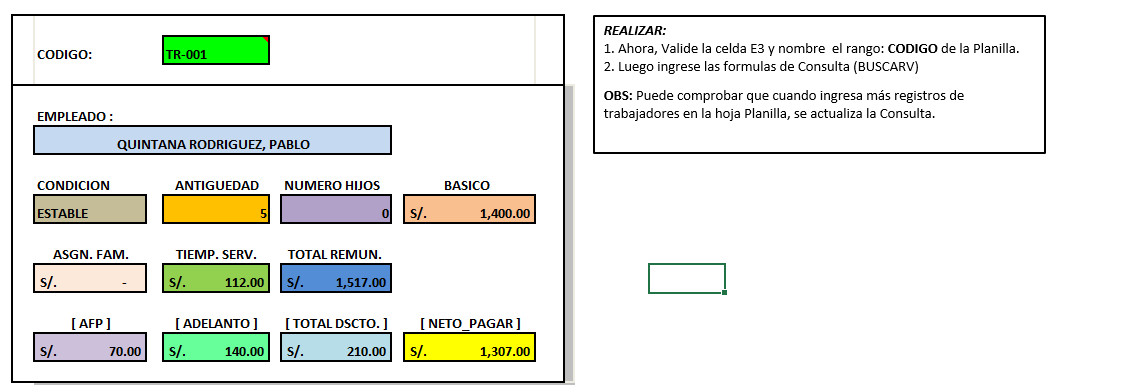 CODIGO: TR-001
EMPLEADO :
QUINTANA RODRIGUEZ, PABLO
CONDICION ANTIGUEDAD NUMERO HIJOS BASICO
ESTABLE 5 0 S/. 1,400.00
ASGN. FAM. TIEMP. SERV. TOTAL REMUN.
S/. - S/. 112.00 S/. 1,517.00
[ AFP ] [ ADELANTO ] [ TOTAL DSCTO. ] [ NETO_PAGAR ]
S/. 70.00 S/. 140.00 S/. 210.00 S/. 1,307.00
REALIZAR:
1. Ahora, Valide la celda E3 y nombre el rango: CODIGO de la Planilla.
2. Luego ingrese las formulas de Consulta (BUSCARV)
OBS: Puede comprobar que cuando ingresa más registros de
trabajadores en la hoja Planilla, se actualiza la Consulta.